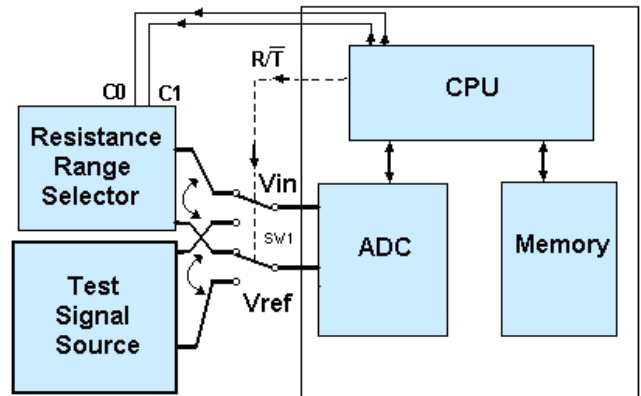 R/T̅
CPU
C0
C1
Resistance
Range
Selector
Vin
SW1
ADC
Memory
Test
Signal
Source
Vref